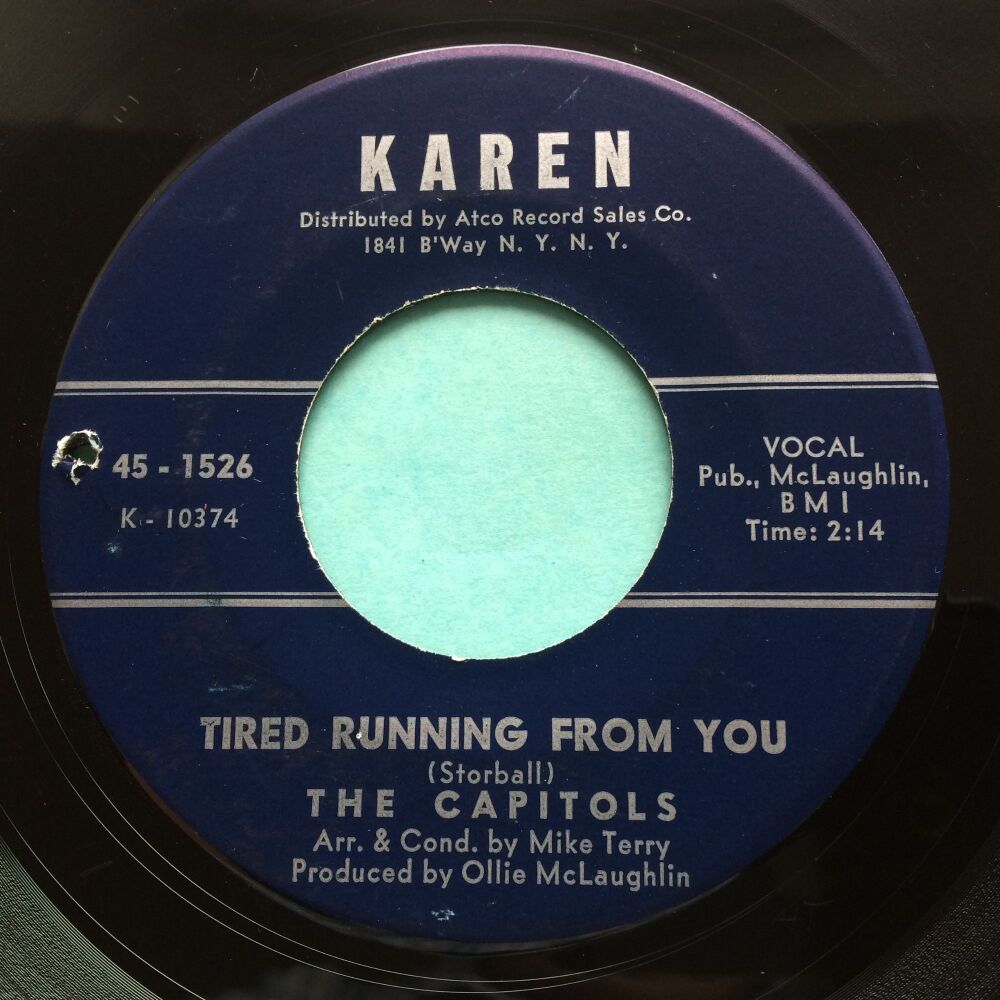 KAREN
Distributed by Atco Record Sales Co.
1841 B'Way N. Y. N. Y.
45 - 1526
K - 10374
VOCAL
Pub., McLaughlin,
B M I
Time: 2:14
TIRED RUNNING FROM YOU
(Storball)
THE CAPITOLS
Arr. & Cond. by Mike Terry
Produced by Ollie McLaughlin